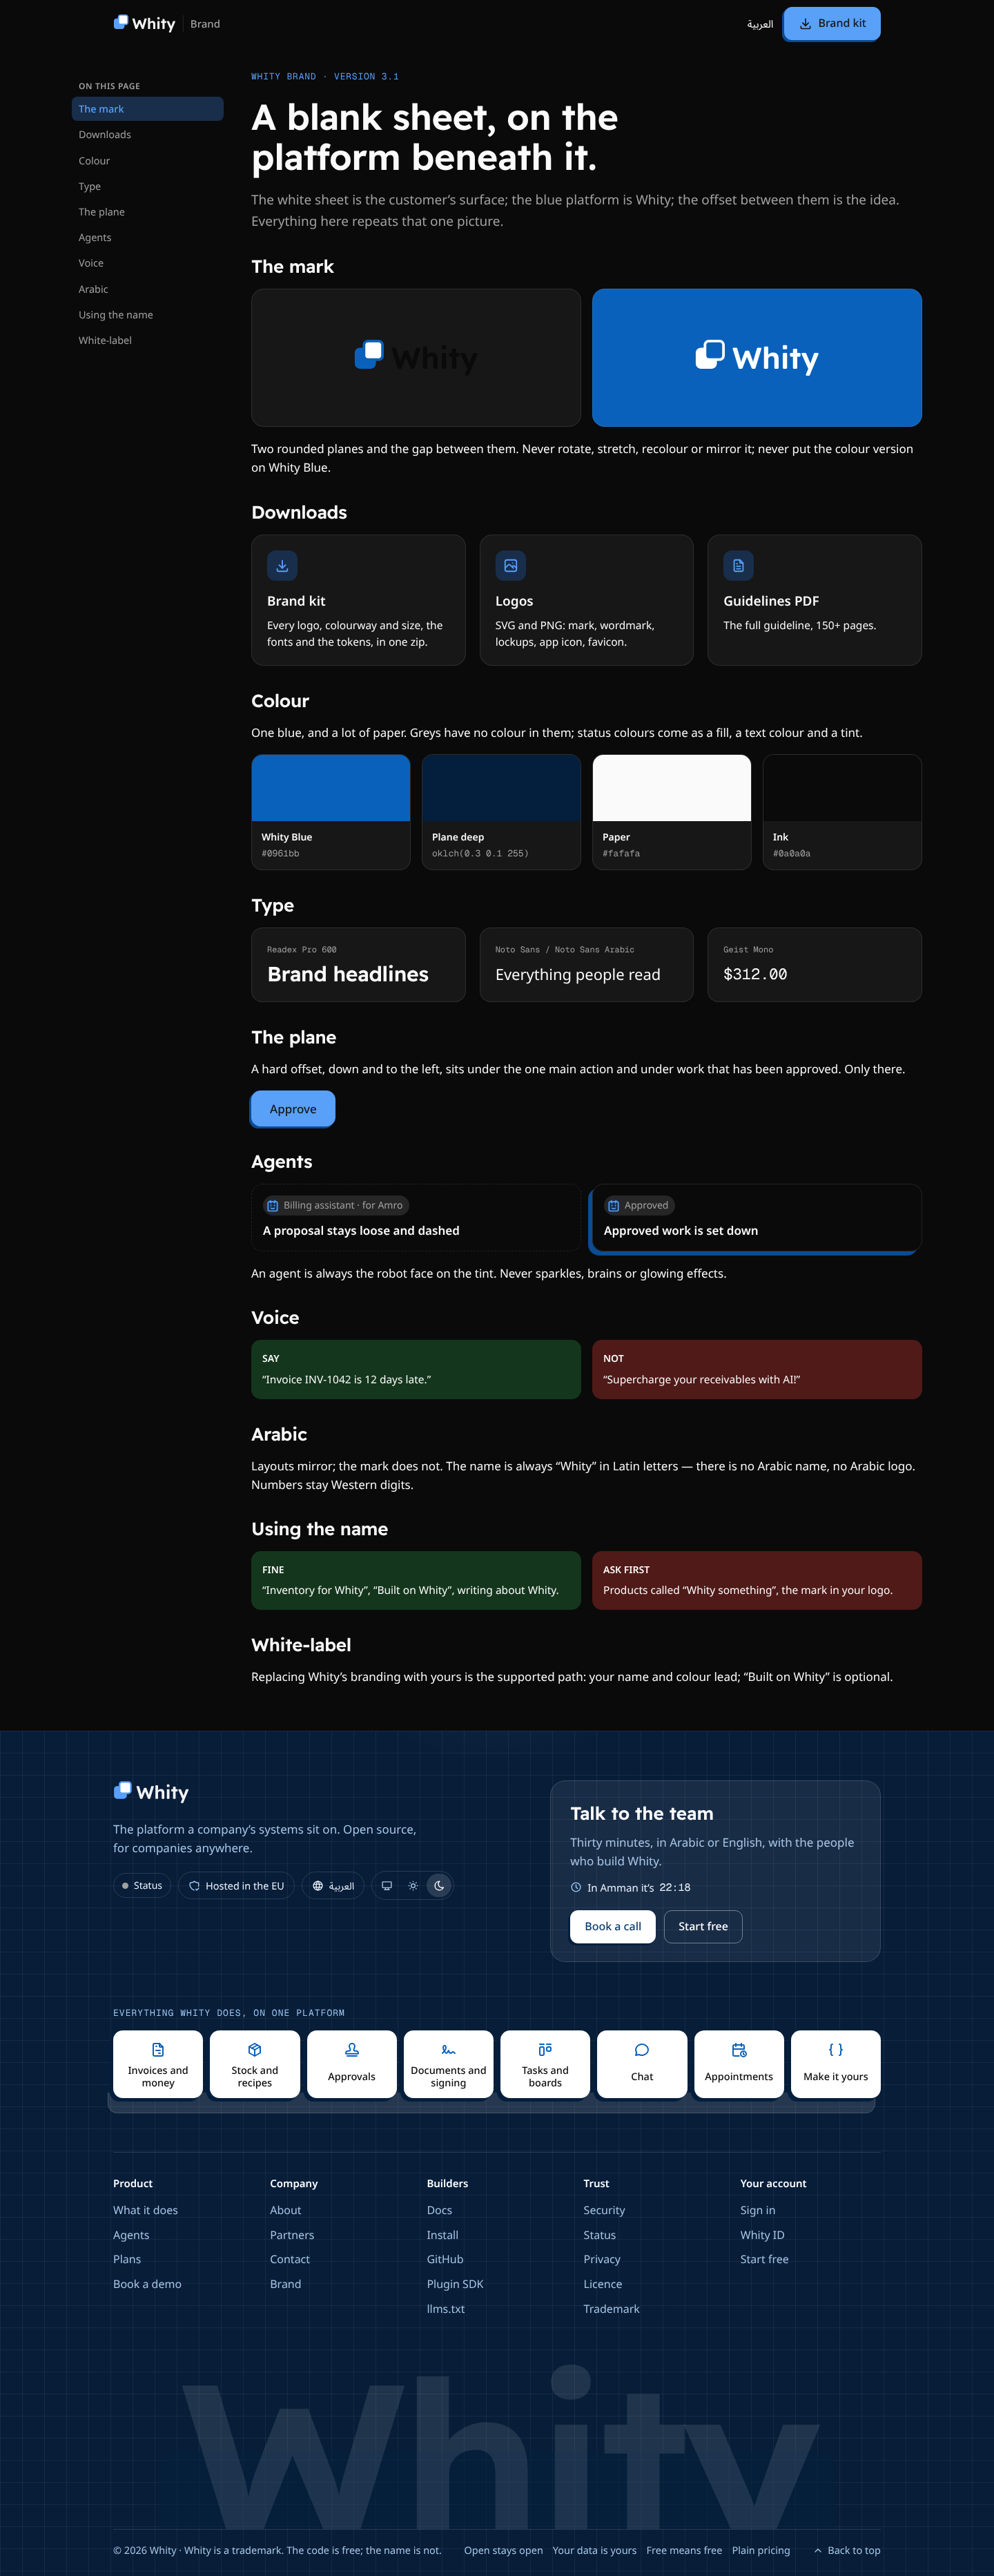 Whity
Brand
العربية
Brand kit
ON THIS PAGE
The mark
Downloads
Colour
Type
The plane
Agents
Voice
Arabic
Using the name
White-label
WHITY BRAND · VERSION 3.1
A blank sheet, on the
platform beneath it.
The white sheet is the customer’s surface; the blue platform is Whity; the offset between them is the idea.
Everything here repeats that one picture.
The mark
Whity
Whity
Two rounded planes and the gap between them. Never rotate, stretch, recolour or mirror it; never put the colour version
on Whity Blue.
Downloads
Brand kit
Every logo, colourway and size, the
fonts and the tokens, in one zip.
Logos
SVG and PNG: mark, wordmark,
lockups, app icon, favicon.
Guidelines PDF
The full guideline, 150+ pages.
Colour
One blue, and a lot of paper. Greys have no colour in them; status colours come as a fill, a text colour and a tint.
Whity Blue
#0961bb
Plane deep
oklch(0.3 0.1 255)
Paper
#fafafa
Ink
#0a0a0a
Type
Readex Pro 600
Brand headlines
Noto Sans / Noto Sans Arabic
Everything people read
Geist Mono
$312.00
The plane
A hard offset, down and to the left, sits under the one main action and under work that has been approved. Only there.
Approve
Agents
Billing assistant · for Amro
A proposal stays loose and dashed
Approved
Approved work is set down
An agent is always the robot face on the tint. Never sparkles, brains or glowing effects.
Voice
SAY
“Invoice INV-1042 is 12 days late.”
NOT
“Supercharge your receivables with AI!”
Arabic
Layouts mirror; the mark does not. The name is always “Whity” in Latin letters — there is no Arabic name, no Arabic logo.
Numbers stay Western digits.
Using the name
FINE
“Inventory for Whity”, “Built on Whity”, writing about Whity.
ASK FIRST
Products called “Whity something”, the mark in your logo.
White-label
Replacing Whity’s branding with yours is the supported path: your name and colour lead; “Built on Whity” is optional.
Whity
The platform a company’s systems sit on. Open source,
for companies anywhere.
Status
Hosted in the EU
العربية
Talk to the team
Thirty minutes, in Arabic or English, with the people
who build Whity.
In Amman it’s 22:18
Book a call
Start free
EVERYTHING WHITY DOES, ON ONE PLATFORM
Invoices and
money
Stock and
recipes
Approvals
Documents and
signing
Tasks and
boards
Chat
Appointments
Make it yours
Product
What it does
Agents
Plans
Book a demo
Company
About
Partners
Contact
Brand
Builders
Docs
Install
GitHub
Plugin SDK
llms.txt
Trust
Security
Status
Privacy
Licence
Trademark
Your account
Sign in
Whity ID
Start free
Whity
© 2026 Whity · Whity is a trademark. The code is free; the name is not.
Open stays open
Your data is yours
Free means free
Plain pricing
Back to top